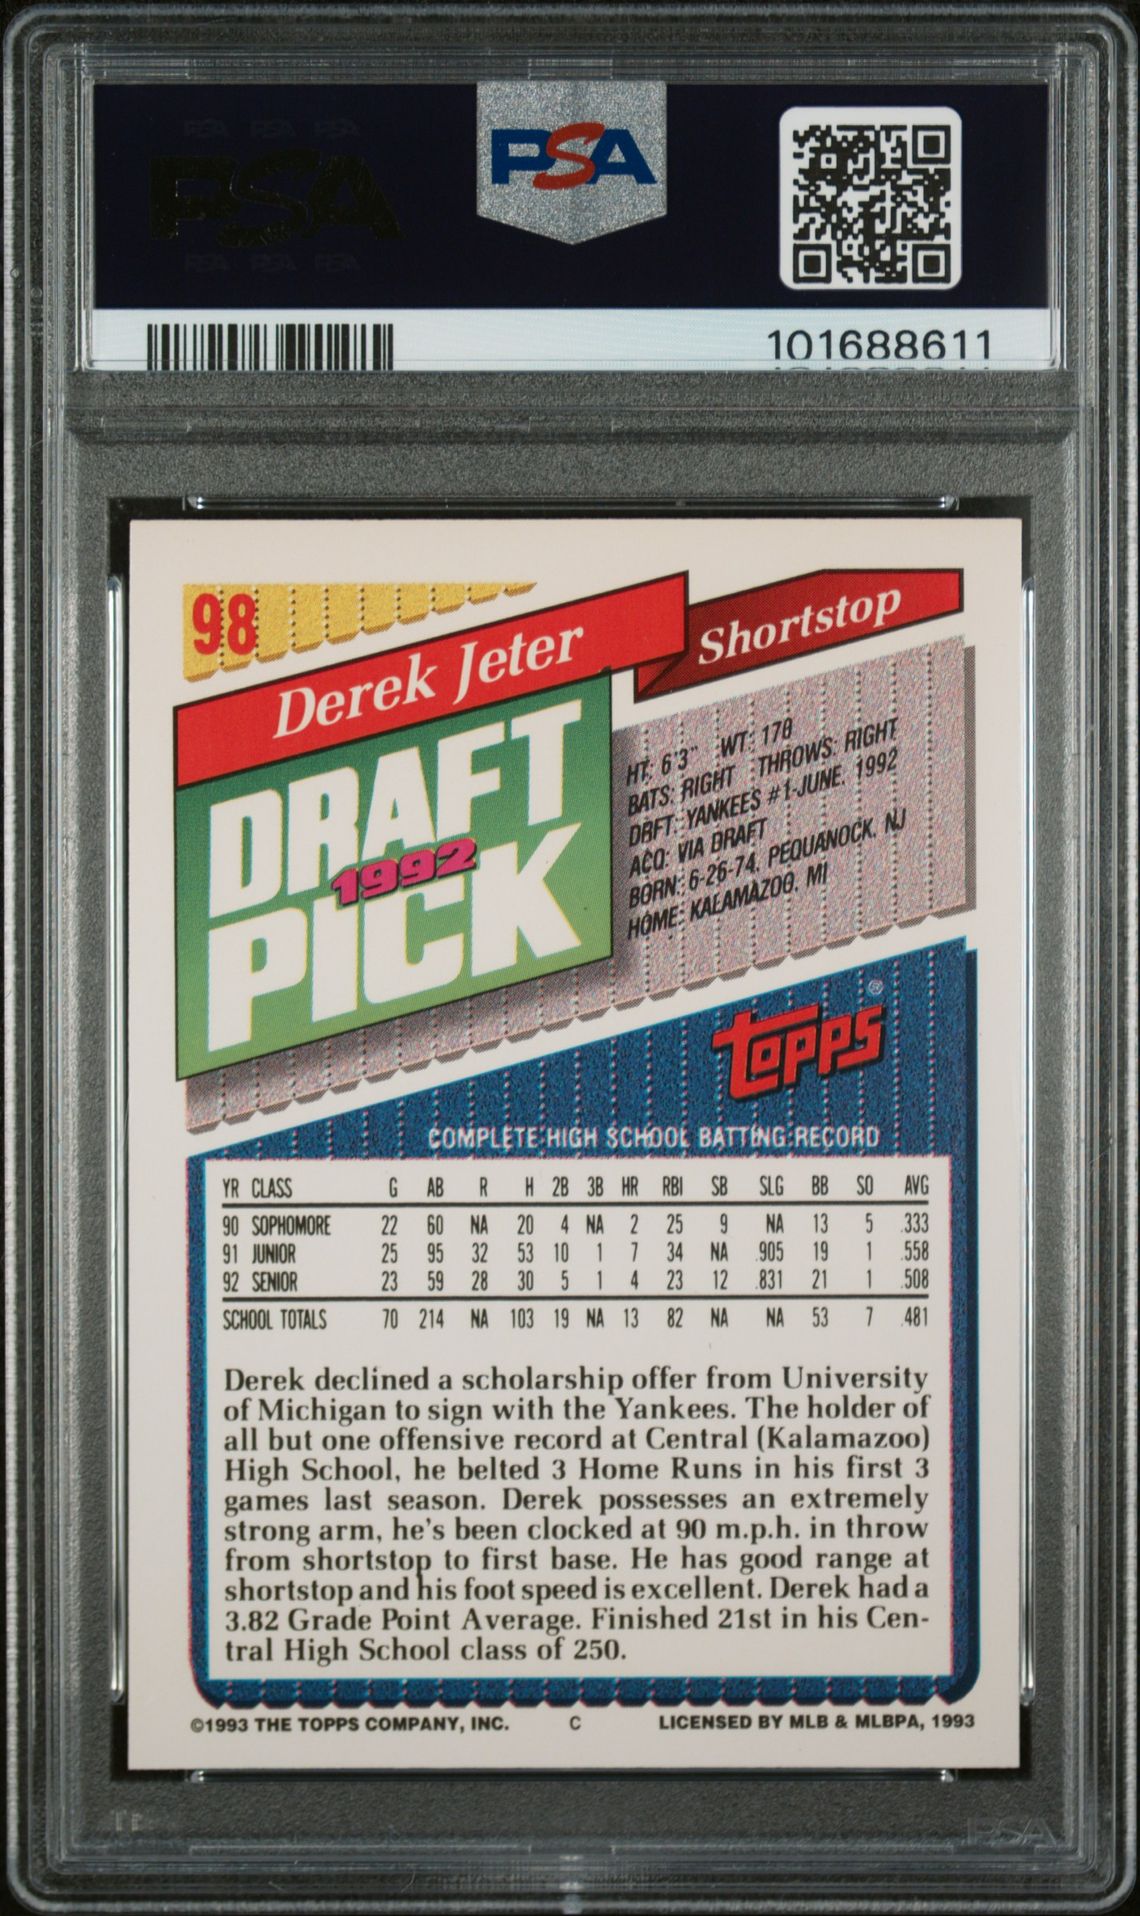 PSA PSA PSA
PSA
PSA PSA PSA
PSA
101688611
98
Derek Jeter
Shortstop
DRAFT
1992
PICK
HT: 6'3" WT: 170
BATS: RIGHT THROWS: RIGHT
DRFT: YANKEES #1-JUNE, 1992
ACQ: VIA DRAFT
BORN: 6-26-74, PEQUANOCK, NJ
HOME: KALAMAZOO, MI
Topps®
COMPLETE HIGH SCHOOL BATTING RECORD
YR CLASS G AB R H 2B 3B HR RBI SB SLG BB SO AVG
90 SOPHOMORE 22 60 NA 20 4 NA 2 25 9 NA 13 5 .333
91 JUNIOR 25 95 32 53 10 1 7 34 NA .905 19 1 .558
92 SENIOR 23 59 28 30 5 1 4 23 12 .831 21 1 .508
SCHOOL TOTALS 70 214 NA 103 19 NA 13 82 NA NA 53 7 .481
Derek declined a scholarship offer from University
of Michigan to sign with the Yankees. The holder of
all but one offensive record at Central (Kalamazoo)
High School, he belted 3 Home Runs in his first 3
games last season. Derek possesses an extremely
strong arm, he's been clocked at 90 m.p.h. in throw
from shortstop to first base. He has good range at
shortstop and his foot speed is excellent. Derek had a
3.82 Grade Point Average. Finished 21st in his Cen-
tral High School class of 250.
©1993 THE TOPPS COMPANY, INC. C LICENSED BY MLB & MLBPA, 1993
PSA